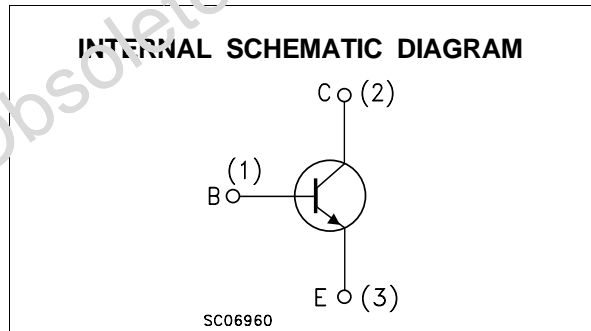 INTERNAL SCHEMATIC DIAGRAM
C (2)
(1)
B
E (3)
SC06960